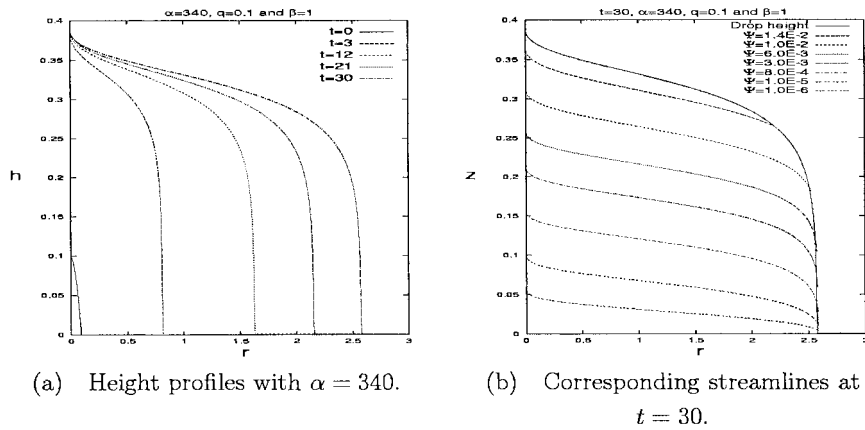 α=340, q=0.1 and β=1
t=0
t=3
t=12
t=21
t=30
0.4
0.35
0.3
0.25
0.2
0.15
0.1
0.05
0
h
0 0.5 1 1.5 2 2.5 3
r
(a) Height profiles with α = 340.
t=30, α=340, q=0.1 and β=1
Drop height
Ψ=1.4E-2
Ψ=1.0E-2
Ψ=6.0E-3
Ψ=3.0E-3
Ψ=8.0E-4
Ψ=1.0E-5
Ψ=1.0E-6
0.4
0.35
0.3
0.25
0.2
0.15
0.1
0.05
0
z
0 0.5 1 1.5 2 2.5 3
r
(b) Corresponding streamlines at
t = 30.